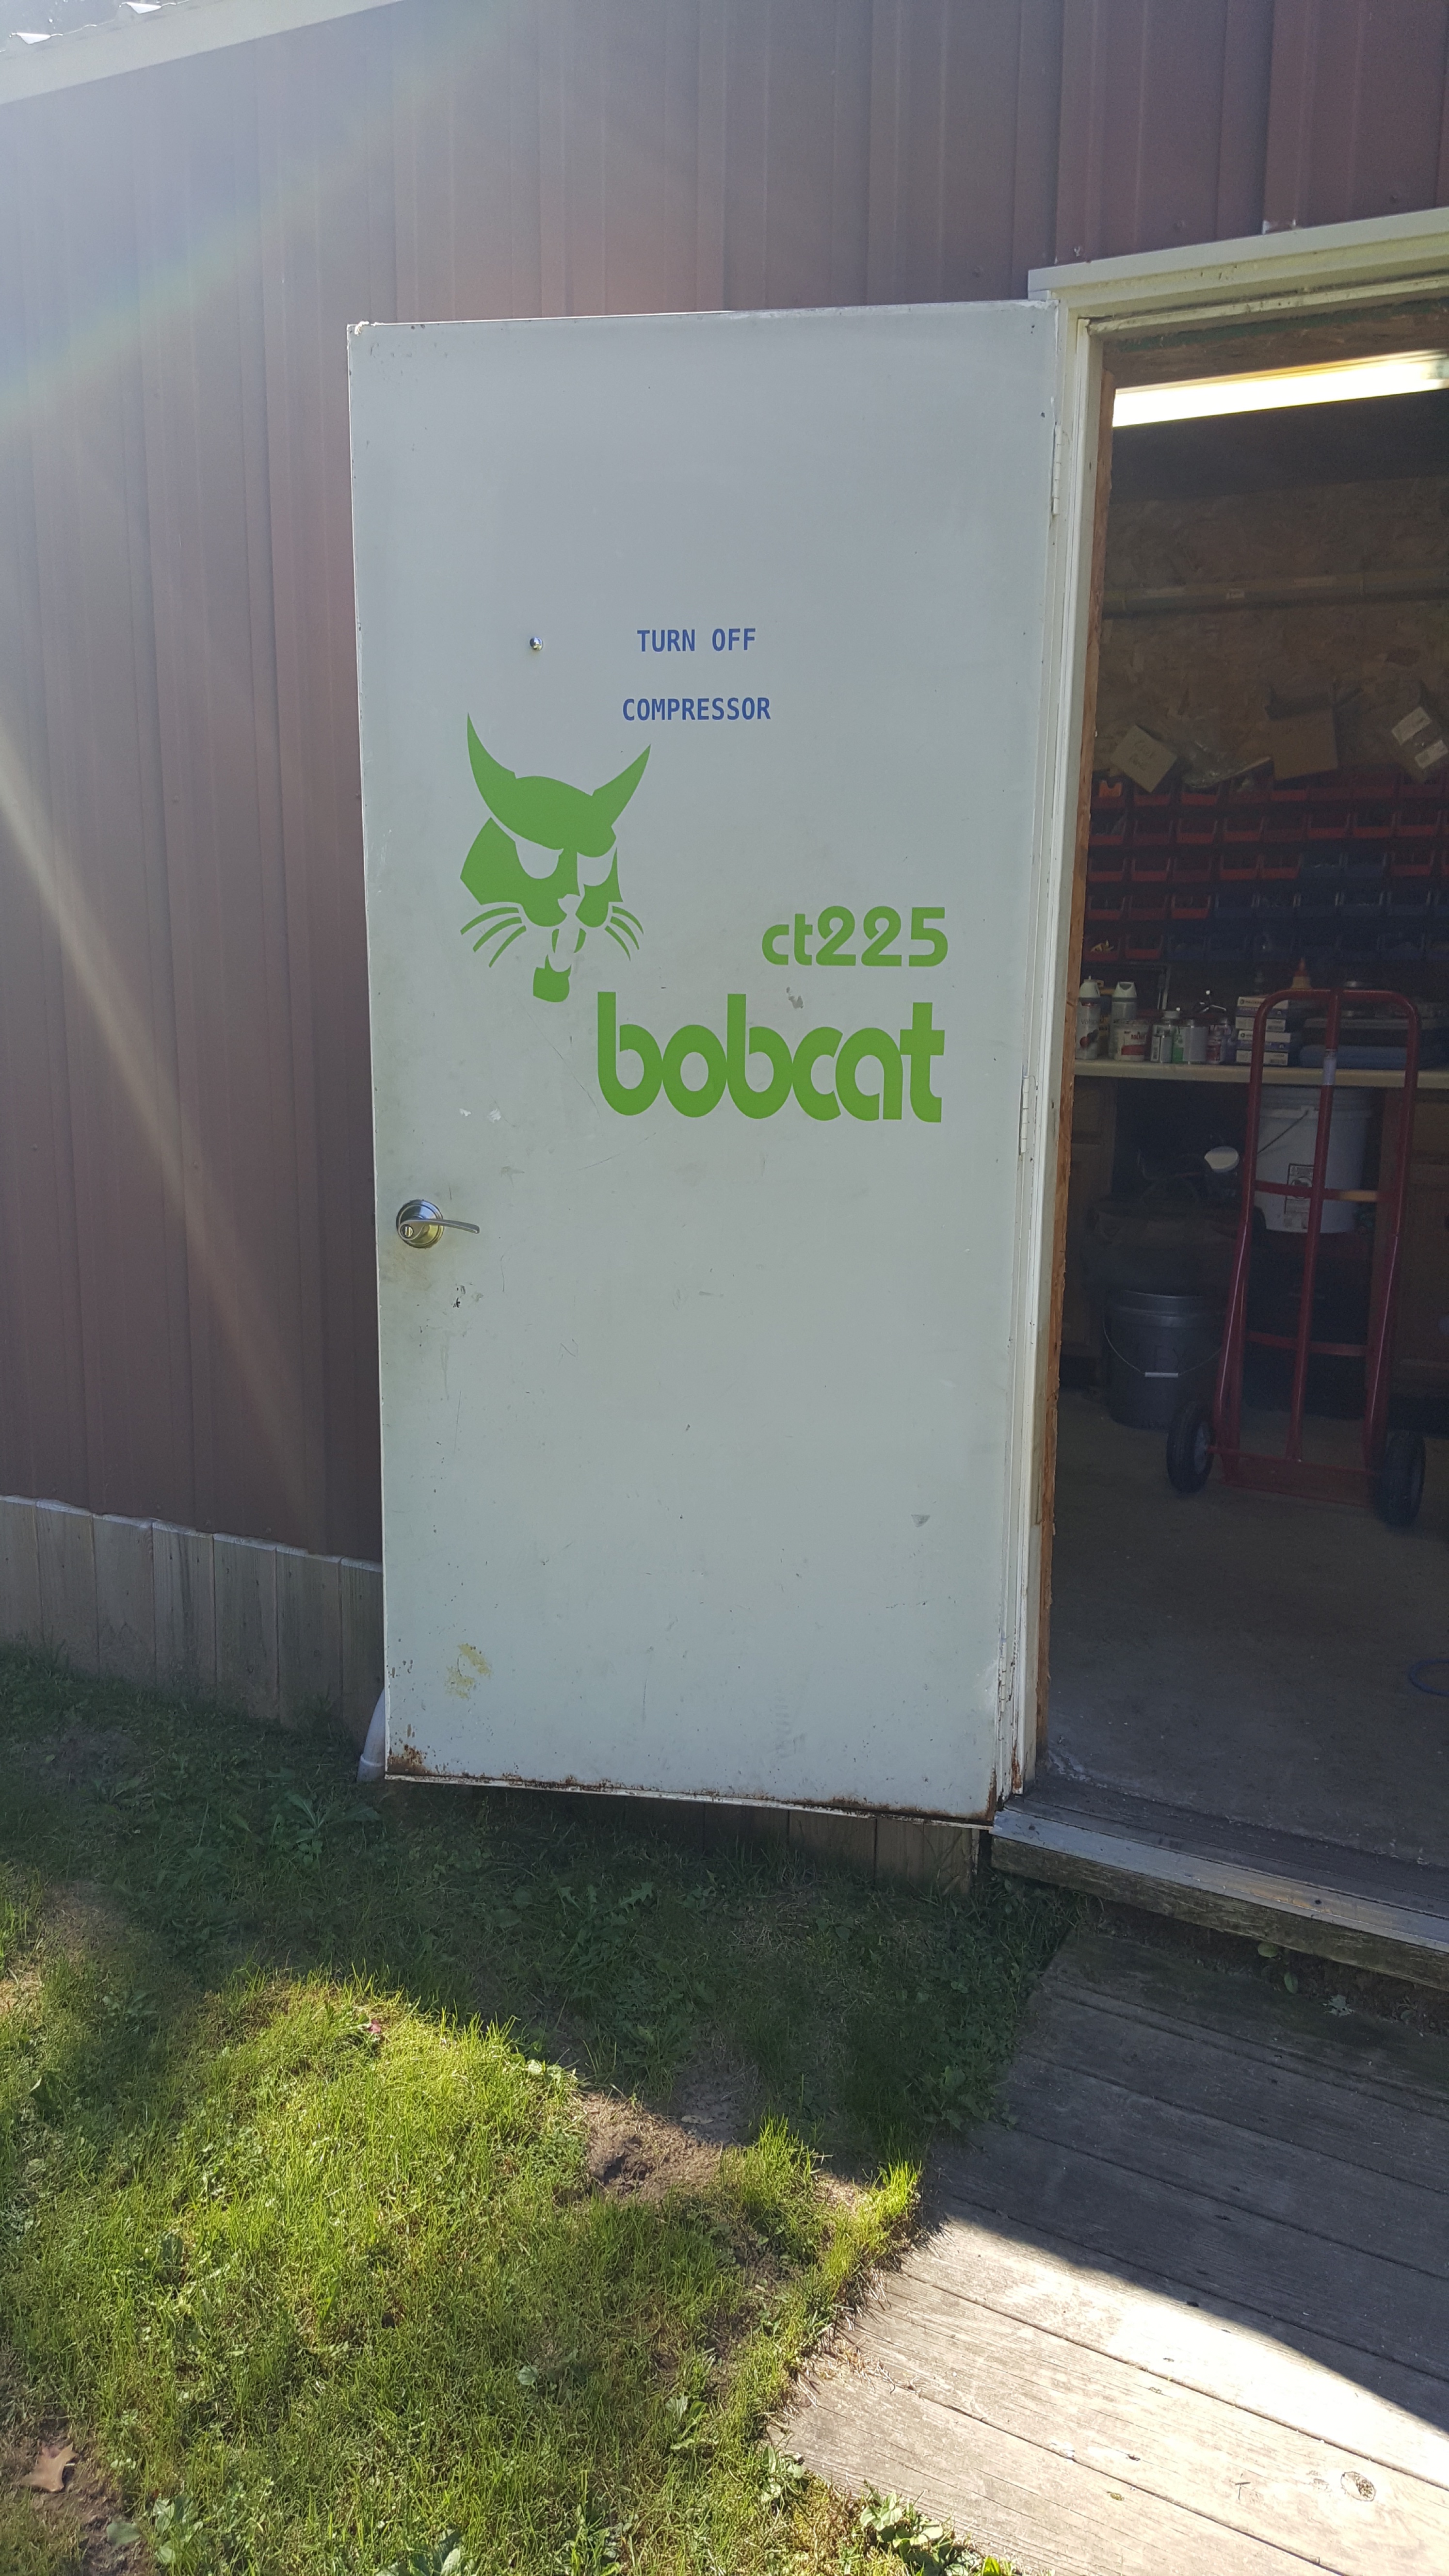 TURN OFF
COMPRESSOR
ct225
bobcat